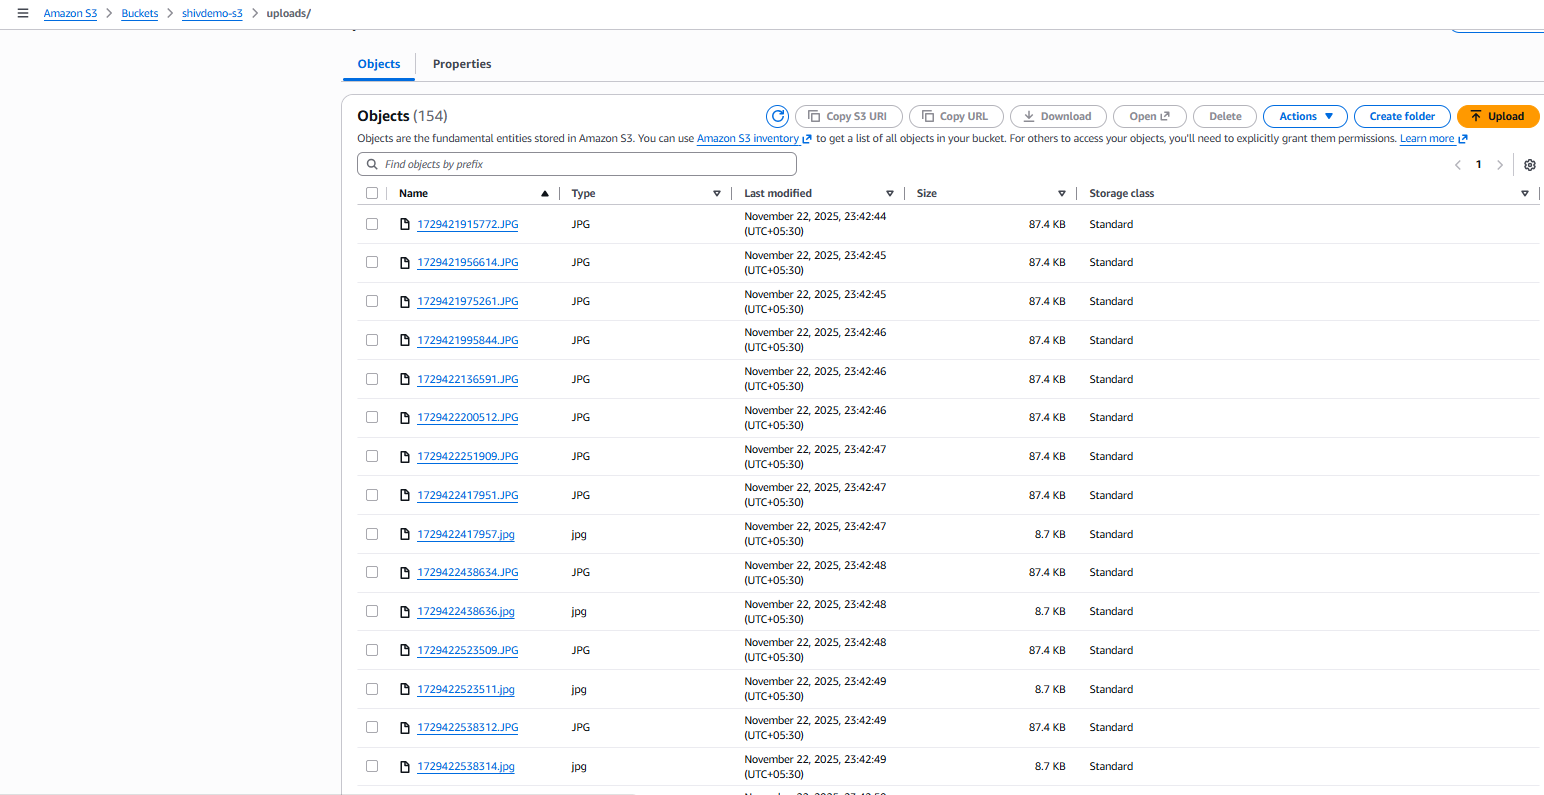 Amazon S3 > Buckets > shivdemo-s3 > uploads/
Objects Properties
Objects (154) Copy S3 URI Copy URL Download Open Delete Actions Create folder Upload
Objects are the fundamental entities stored in Amazon S3. You can use Amazon S3 inventory to get a list of all objects in your bucket. For others to access your objects, you'll need to explicitly grant them permissions. Learn more
Find objects by prefix < 1 >
Name Type Last modified Size Storage class
1729421915772.JPG JPG November 22, 2025, 23:42:44 (UTC+05:30) 87.4 KB Standard
1729421956614.JPG JPG November 22, 2025, 23:42:45 (UTC+05:30) 87.4 KB Standard
1729421975261.JPG JPG November 22, 2025, 23:42:45 (UTC+05:30) 87.4 KB Standard
1729421995844.JPG JPG November 22, 2025, 23:42:46 (UTC+05:30) 87.4 KB Standard
1729422136591.JPG JPG November 22, 2025, 23:42:46 (UTC+05:30) 87.4 KB Standard
1729422200512.JPG JPG November 22, 2025, 23:42:46 (UTC+05:30) 87.4 KB Standard
1729422251909.JPG JPG November 22, 2025, 23:42:47 (UTC+05:30) 87.4 KB Standard
1729422417951.JPG JPG November 22, 2025, 23:42:47 (UTC+05:30) 87.4 KB Standard
1729422417957.jpg jpg November 22, 2025, 23:42:47 (UTC+05:30) 8.7 KB Standard
1729422438634.JPG JPG November 22, 2025, 23:42:48 (UTC+05:30) 87.4 KB Standard
1729422438636.jpg jpg November 22, 2025, 23:42:48 (UTC+05:30) 8.7 KB Standard
1729422523509.JPG JPG November 22, 2025, 23:42:48 (UTC+05:30) 87.4 KB Standard
1729422523511.jpg jpg November 22, 2025, 23:42:49 (UTC+05:30) 8.7 KB Standard
1729422538312.JPG JPG November 22, 2025, 23:42:49 (UTC+05:30) 87.4 KB Standard
1729422538314.jpg jpg November 22, 2025, 23:42:49 (UTC+05:30) 8.7 KB Standard